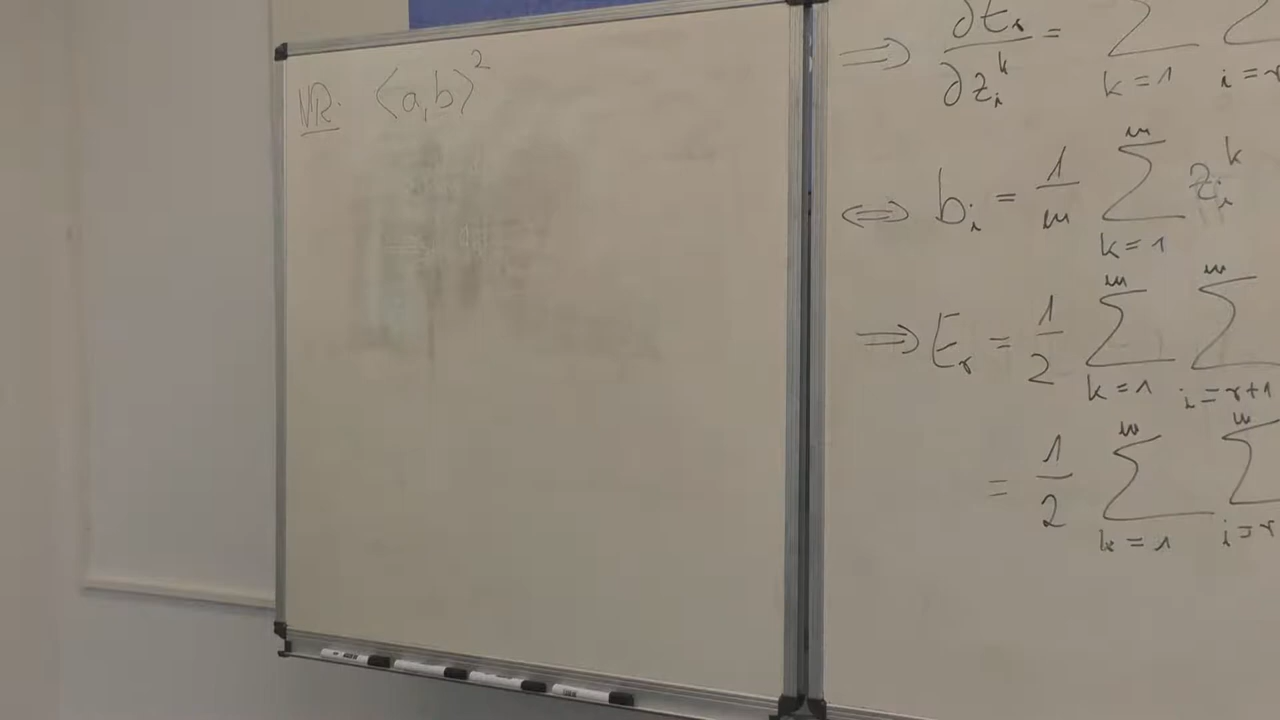 NR: ⟨a,b⟩²
⟹ ∂E_r/∂z_i^k = ∑_{k=1} ∑_{i=r
⟺ b_i = 1/m ∑_{k=1}^{m} z_i^k
⟹ E_r = 1/2 ∑_{k=1}^{m} ∑_{i=r+1}^{m}
= 1/2 ∑_{k=1}^{m} ∑_{i=r}^{m}